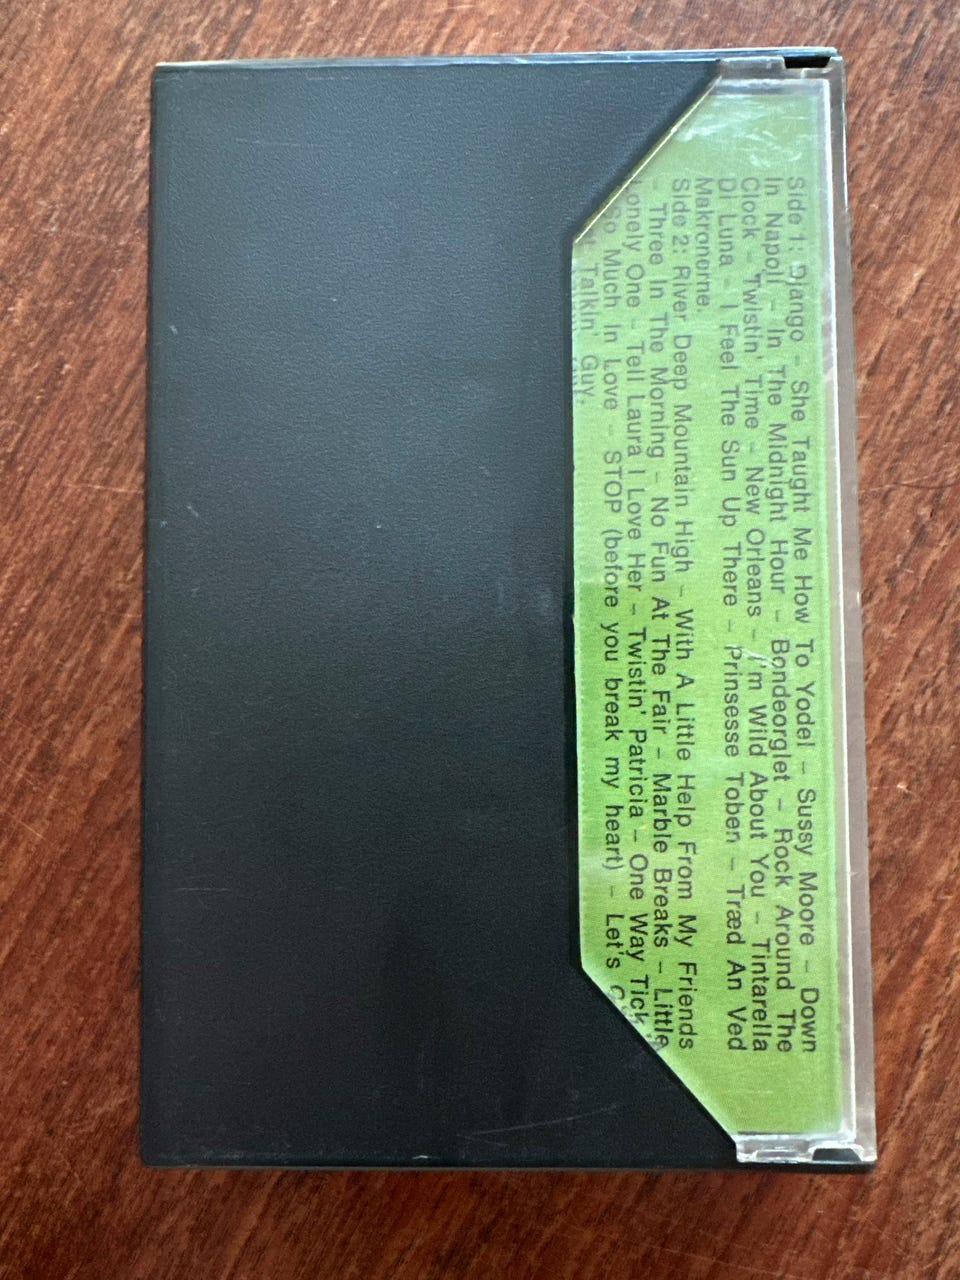 Side 1: Django – She Taught Me How To Yodel – Sussy Moore – Down
In Napoli – In The Midnight Hour – Bondeorglet – Rock Around The
Clock – Twistin' Time – New Orleans – I'm Wild About You – Tintarella
Di Luna – I Feel The Sun Up There – Prinsesse Toben – Træd An Ved
Makronerne.
Side 2: River Deep Mountain High – With A Little Help From My Friends
– Three In The Morning – No Fun At The Fair – Marble Breaks – Little
Lonely One – Tell Laura I Love Her – Twistin' Patricia – One Way
So Much In Love – STOP (before you break my heart) – Let's
Talkin' Guy.